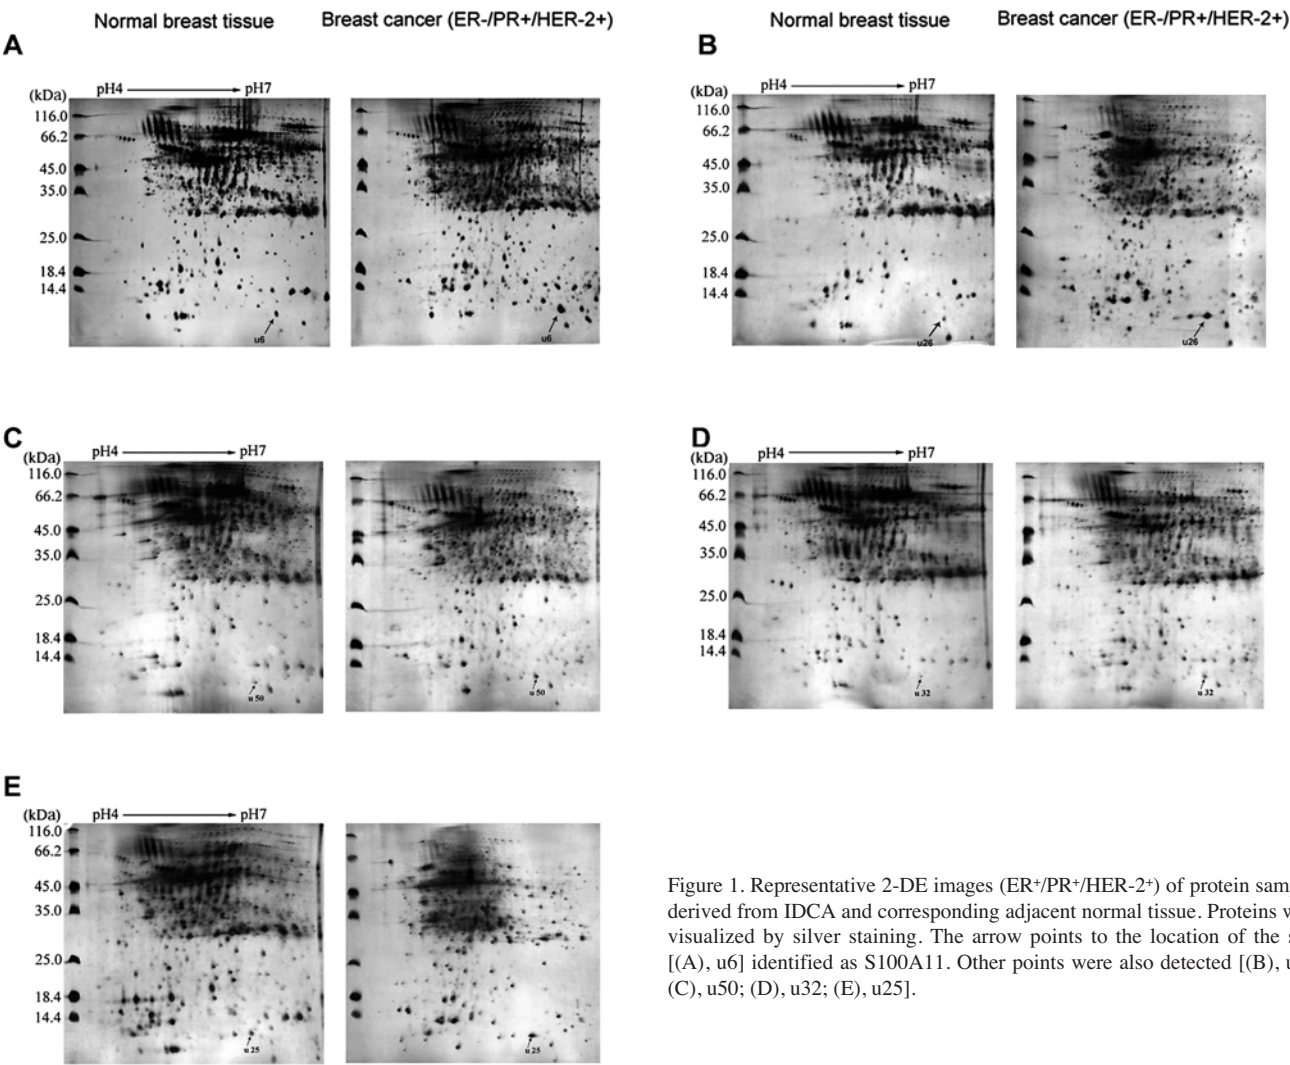 Normal breast tissue
Breast cancer (ER-/PR+/HER-2+)
Normal breast tissue
Breast cancer (ER-/PR+/HER-2+)
A
(kDa)
pH4
pH7
116.0
66.2
45.0
35.0
25.0
18.4
14.4
u6
u6
B
(kDa)
pH4
pH7
116.0
66.2
45.0
35.0
25.0
18.4
14.4
u26
u26
C
(kDa)
pH4
pH7
116.0
66.2
45.0
35.0
25.0
18.4
14.4
u 50
u 50
D
(kDa)
pH4
pH7
116.0
66.2
45.0
35.0
25.0
18.4
14.4
u 32
u 32
E
(kDa)
pH4
pH7
116.0
66.2
45.0
35.0
25.0
18.4
14.4
u 25
u 25
Figure 1. Representative 2-DE images (ER+/PR+/HER-2+) of protein sam
derived from IDCA and corresponding adjacent normal tissue. Proteins w
visualized by silver staining. The arrow points to the location of the s
[(A), u6] identified as S100A11. Other points were also detected [(B), u
(C), u50; (D), u32; (E), u25].